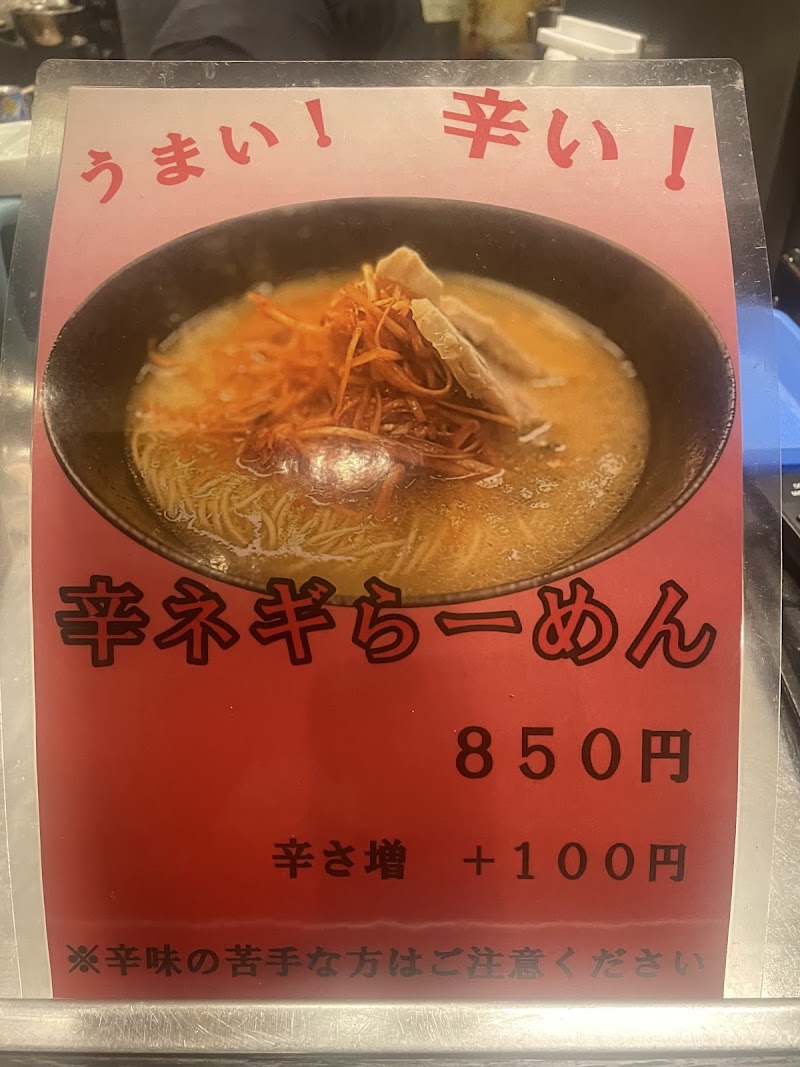 うまい！　辛い！
辛ネギらーめん
８５０円
辛さ増　＋１００円
※辛味の苦手な方はご注意ください